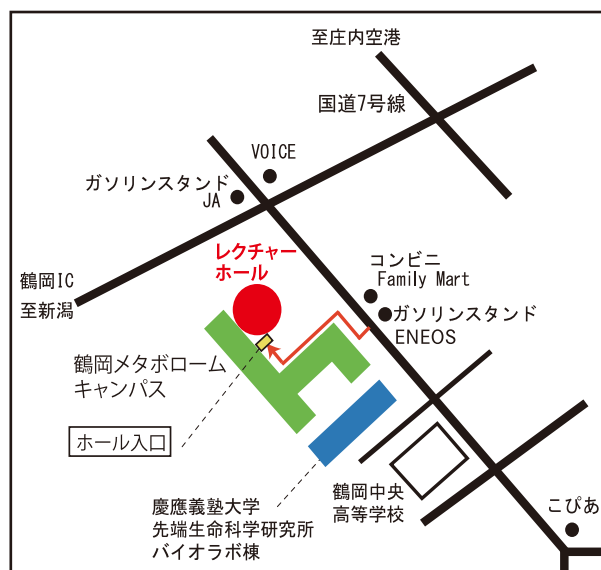 至庄内空港
国道7号線
VOICE
ガソリンスタンド
JA
レクチャー
ホール
コンビニ
Family Mart
鶴岡IC
至新潟
ガソリンスタンド
ENEOS
鶴岡メタボローム
キャンパス
ホール入口
鶴岡中央
高等学校
慶應義塾大学
先端生命科学研究所
バイオラボ棟
こぴあ